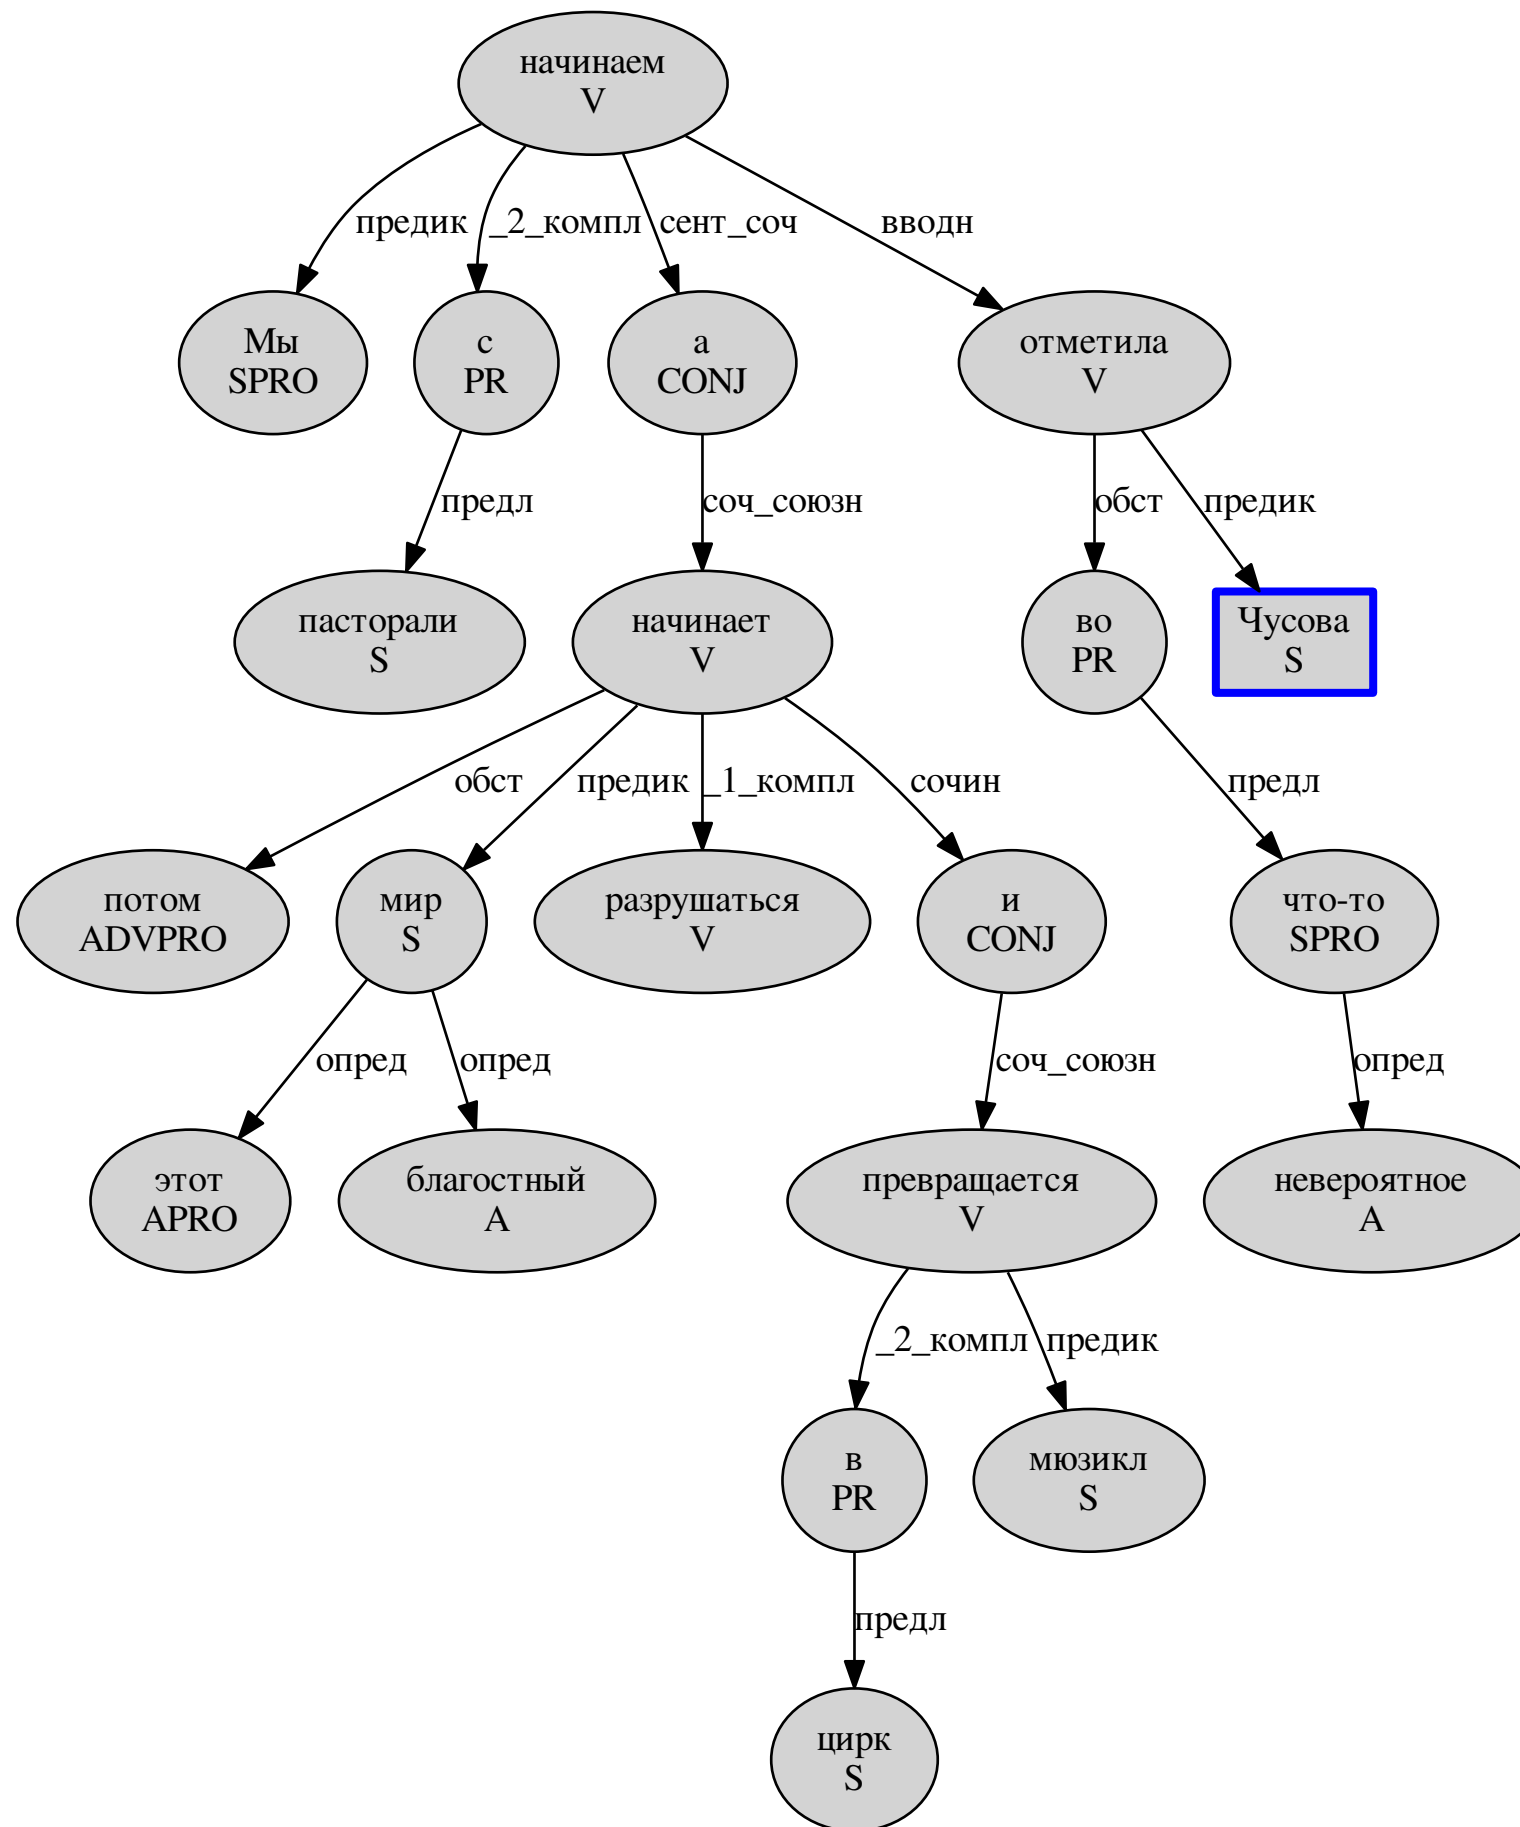 начинаем
V
предик _2_компл сент_соч вводн
Мы
SPRO
с
PR
а
CONJ
отметила
V
предл соч_союзн обст предик
пасторали
S
начинает
V
во
PR
Чусова
S
обст предик _1_компл сочин предл
потом
ADVPRO
мир
S
разрушаться
V
и
CONJ
что-то
SPRO
опред опред соч_союзн опред
этот
APRO
благостный
A
превращается
V
невероятное
A
_2_компл предик
в
PR
мюзикл
S
предл
цирк
S